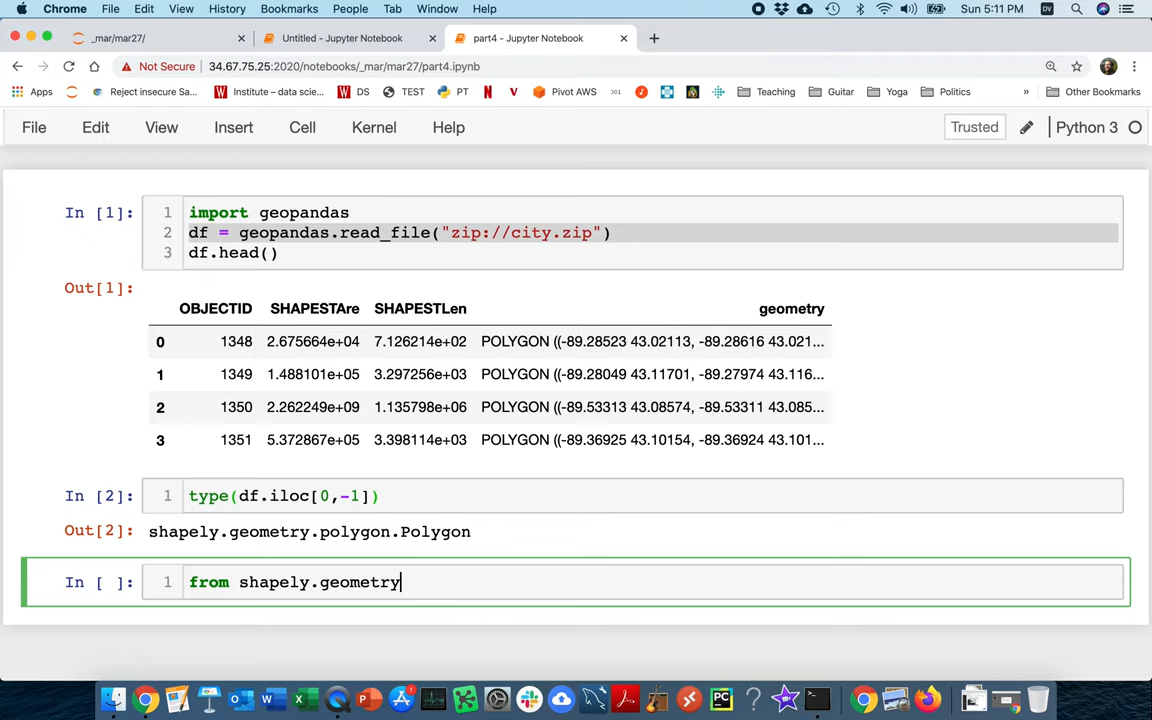 Chrome File Edit View History Bookmarks People Tab Window Help Sun 5:11 PM DV
_mar/mar27/ Untitled - Jupyter Notebook part4 - Jupyter Notebook
Not Secure 34.67.75.25:2020/notebooks/_mar/mar27/part4.ipynb
Apps Reject insecure Sa... Institute – data scie... DS TEST PT Pivot AWS Teaching Guitar Yoga Politics » Other Bookmarks
File Edit View Insert Cell Kernel Help Trusted Python 3
In [1]: 1 import geopandas
2 df = geopandas.read_file("zip://city.zip")
3 df.head()
Out[1]:
OBJECTID SHAPESTAre SHAPESTLen geometry
0 1348 2.675664e+04 7.126214e+02 POLYGON ((-89.28523 43.02113, -89.28616 43.021...
1 1349 1.488101e+05 3.297256e+03 POLYGON ((-89.28049 43.11701, -89.27974 43.116...
2 1350 2.262249e+09 1.135798e+06 POLYGON ((-89.53313 43.08574, -89.53311 43.085...
3 1351 5.372867e+05 3.398114e+03 POLYGON ((-89.36925 43.10154, -89.36924 43.101...
In [2]: 1 type(df.iloc[0,-1])
Out[2]: shapely.geometry.polygon.Polygon
In [ ]: 1 from shapely.geometry